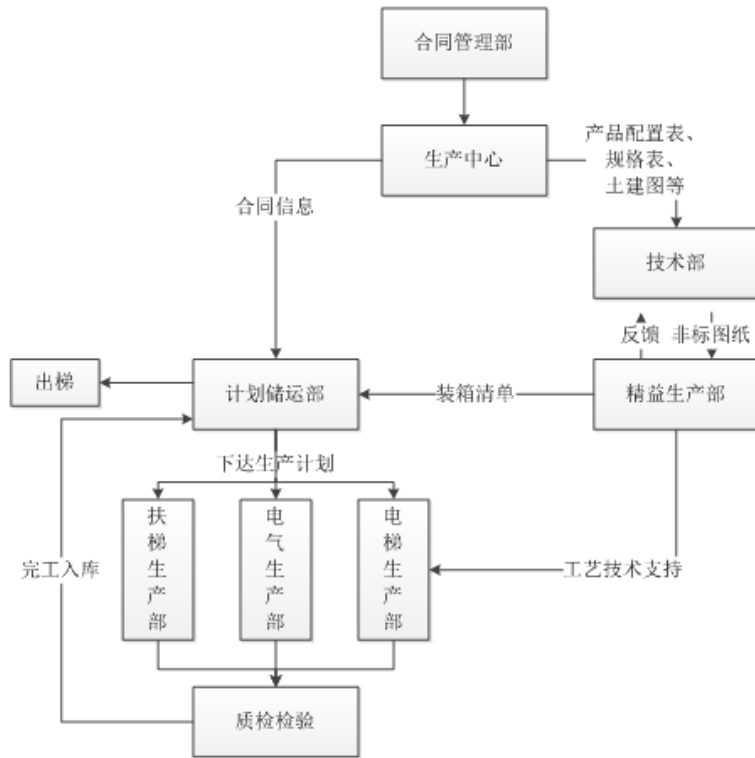 合同管理部
生产中心
产品配置表、
规格表、
土建图等
合同信息
技术部
反馈
非标图纸
出梯
计划储运部
装箱清单
精益生产部
下达生产计划
扶梯生产部
电气生产部
电梯生产部
完工入库
工艺技术支持
质检检验